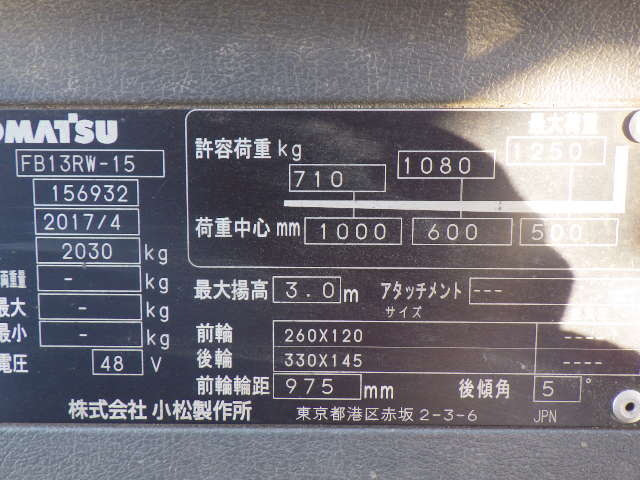 OMATSU
FB13RW-15
156932
2017/4
2030 kg
両重量 - kg
最大 - kg
最小 - kg
電圧 48 V
許容荷重 kg 最大荷重
710 1080 1250
荷重中心 mm 1000 600 500
最大揚高 3.0 m アタッチメント ---
サイズ
前輪 260X120 ----
後輪 330X145 ----
前輪輪距 975 mm 後傾角 5 °
株式会社 小松製作所 東京都港区赤坂2-3-6 JPN